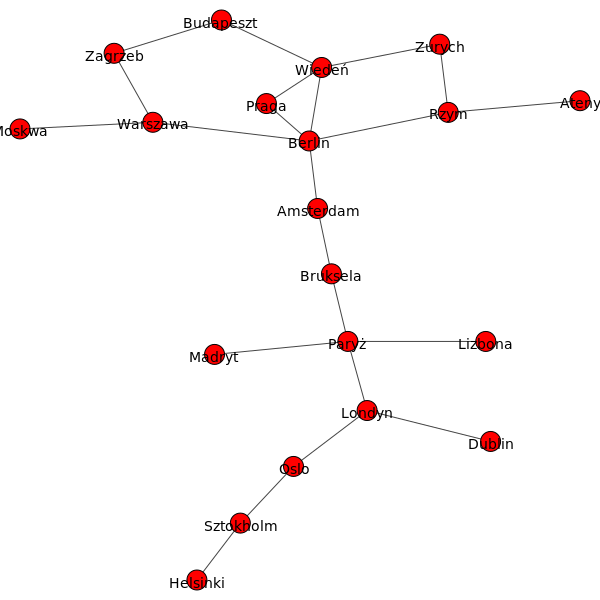 Budapeszt
Zurych
Zagrzeb
Wiedeń
Ateny
Praga
Rzym
Moskwa
Warszawa
Berlin
Amsterdam
Bruksela
Paryż
Lizbona
Madryt
Londyn
Dublin
Oslo
Sztokholm
Helsinki